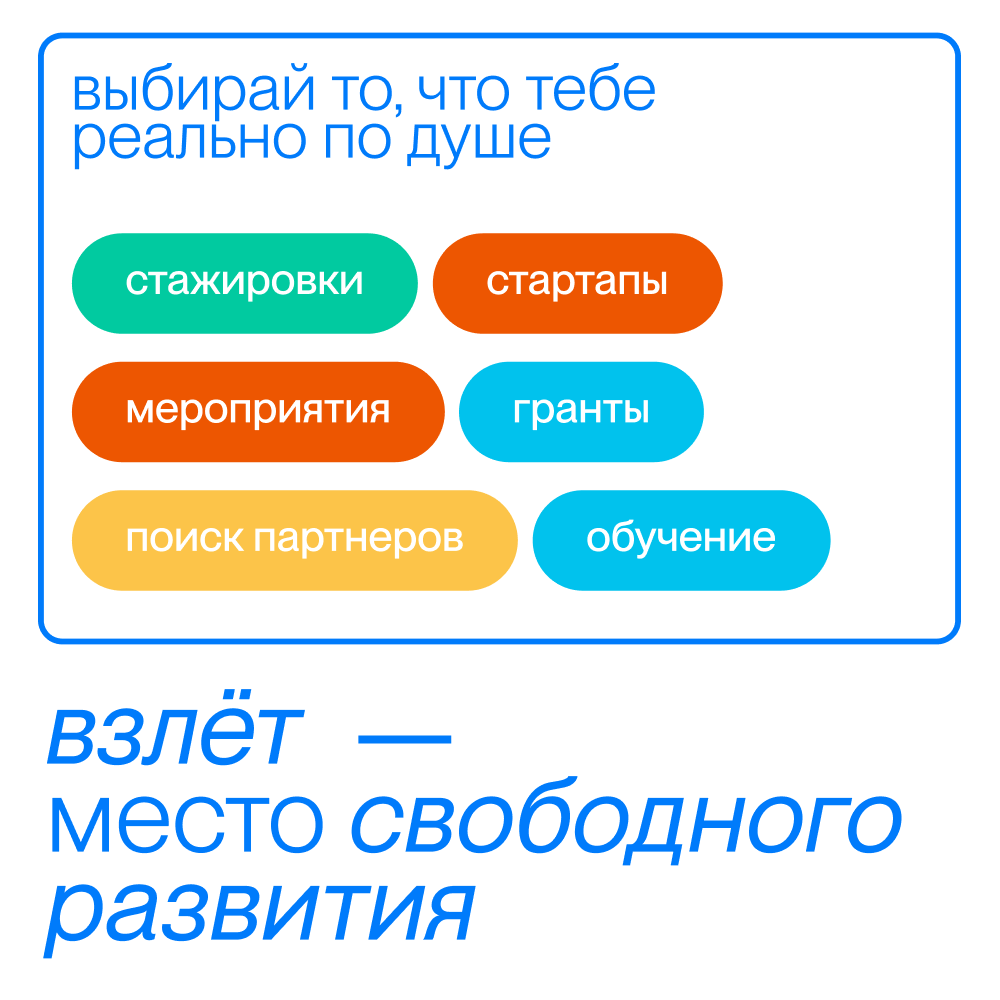 выбирай то, что тебе
реально по душе
стажировки
стартапы
мероприятия
гранты
поиск партнеров
обучение
взлёт —
место свободного
развития